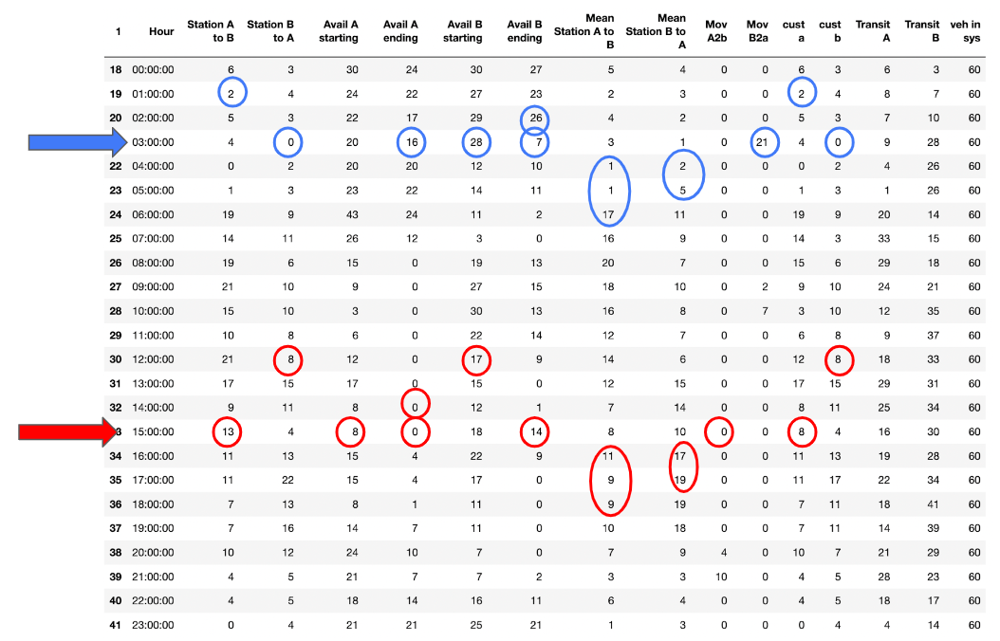 1 Hour Station A to B Station B to A Avail A starting Avail A ending Avail B starting Avail B ending Mean Station A to B Mean Station B to A Mov A2b Mov B2a cust a cust b Transit A Transit B veh in sys
18 00:00:00 6 3 30 24 30 27 5 4 0 0 6 3 6 3 60
19 01:00:00 2 4 24 22 27 23 2 3 0 0 2 4 8 7 60
20 02:00:00 5 3 22 17 29 26 4 2 0 0 5 3 7 10 60
03:00:00 4 0 20 16 28 7 3 1 0 21 4 0 9 28 60
22 04:00:00 0 2 20 20 12 10 1 2 0 0 0 2 4 26 60
23 05:00:00 1 3 23 22 14 11 1 5 0 0 1 3 1 26 60
24 06:00:00 19 9 43 24 11 2 17 11 0 0 19 9 20 14 60
25 07:00:00 14 11 26 12 3 0 16 9 0 0 14 3 33 15 60
26 08:00:00 19 6 15 0 19 13 20 7 0 0 15 6 29 18 60
27 09:00:00 21 10 9 0 27 15 18 10 0 2 9 10 24 21 60
28 10:00:00 15 10 3 0 30 13 16 8 0 7 3 10 12 35 60
29 11:00:00 10 8 6 0 22 14 12 7 0 0 6 8 9 37 60
30 12:00:00 21 8 12 0 17 9 14 6 0 0 12 8 18 33 60
31 13:00:00 17 15 17 0 15 0 12 15 0 0 17 15 29 31 60
32 14:00:00 9 11 8 0 12 1 7 14 0 0 8 11 25 34 60
3 15:00:00 13 4 8 0 18 14 8 10 0 0 8 4 16 30 60
34 16:00:00 11 13 15 4 22 9 11 17 0 0 11 13 19 28 60
35 17:00:00 11 22 15 4 17 0 9 19 0 0 11 17 22 34 60
36 18:00:00 7 13 8 1 11 0 9 19 0 0 7 11 18 41 60
37 19:00:00 7 16 14 7 11 0 10 18 0 0 7 11 14 39 60
38 20:00:00 10 12 24 10 7 0 7 9 4 0 10 7 21 29 60
39 21:00:00 4 5 21 7 7 2 3 3 10 0 4 5 28 23 60
40 22:00:00 4 5 18 14 16 11 6 4 0 0 4 5 18 17 60
41 23:00:00 0 4 21 21 25 21 1 3 0 0 0 4 4 14 60